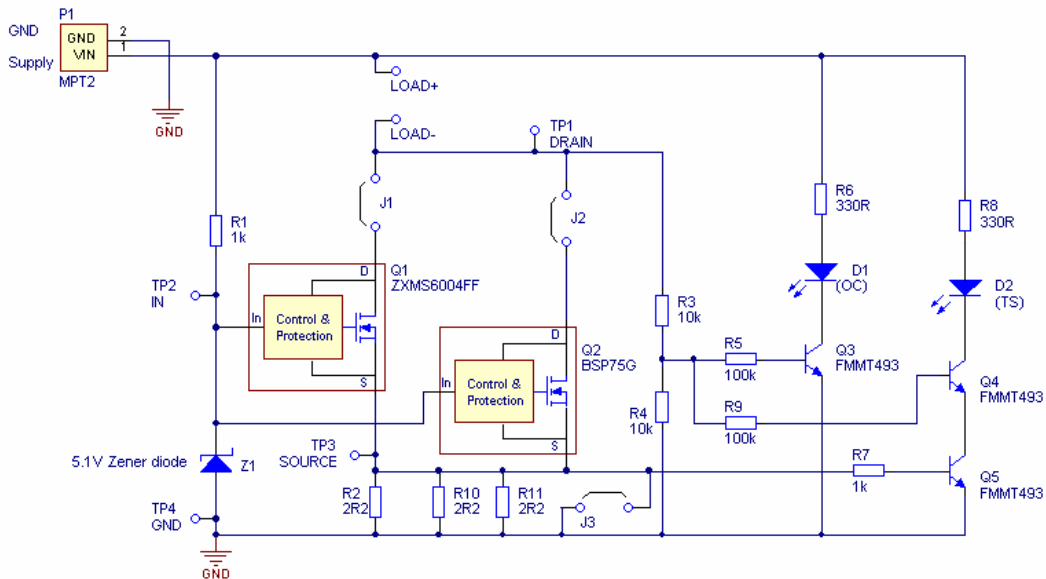 P1
GND
Supply
GND
VIN
2
1
MPT2
GND
LOAD+
LOAD-
TP1
DRAIN
J1
J2
R1
1k
R6
330R
R8
330R
TP2
IN
D
Q1
ZXMS6004FF
In
Control &
Protection
S
D1
(OC)
D2
(TS)
R3
10k
D
Q2
BSP75G
In
Control &
Protection
S
R5
100k
Q3
FMMT493
R4
10k
R9
100k
Q4
FMMT493
5.1V Zener diode
Z1
TP3
SOURCE
R7
1k
Q5
FMMT493
R2
2R2
R10
2R2
R11
2R2
J3
TP4
GND
GND